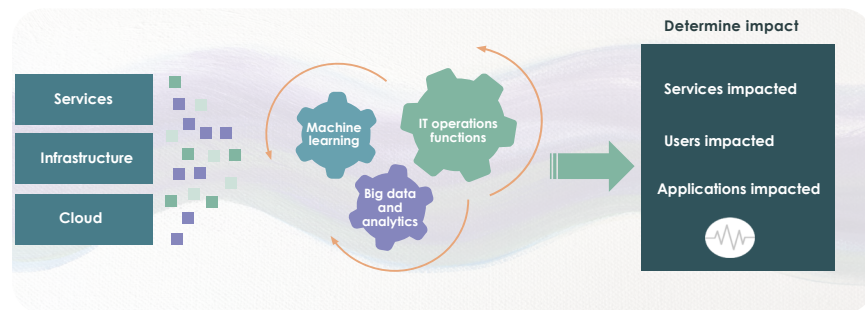 Determine impact
Services
Infrastructure
Cloud
Machine
learning
IT operations
functions
Big data
and
analytics
Services impacted
Users impacted
Applications impacted